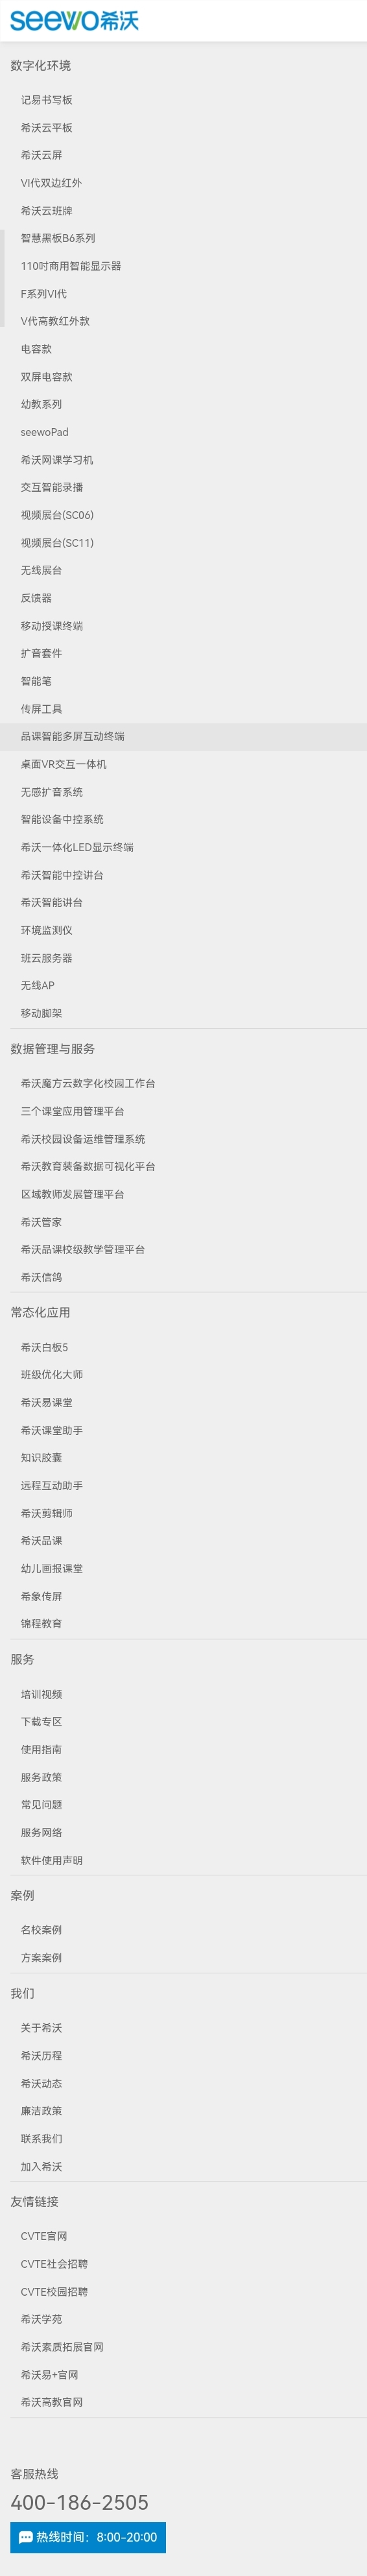 seewo希沃
数字化环境
记易书写板
希沃云平板
希沃云屏
VI代双边红外
希沃云班牌
智慧黑板B6系列
110吋商用智能显示器
F系列VI代
V代高教红外款
电容款
双屏电容款
幼教系列
seewoPad
希沃网课学习机
交互智能录播
视频展台(SC06)
视频展台(SC11)
无线展台
反馈器
移动授课终端
扩音套件
智能笔
传屏工具
品课智能多屏互动终端
桌面VR交互一体机
无感扩音系统
智能设备中控系统
希沃一体化LED显示终端
希沃智能中控讲台
希沃智能讲台
环境监测仪
班云服务器
无线AP
移动脚架
数据管理与服务
希沃魔方云数字化校园工作台
三个课堂应用管理平台
希沃校园设备运维管理系统
希沃教育装备数据可视化平台
区域教师发展管理平台
希沃管家
希沃品课校级教学管理平台
希沃信鸽
常态化应用
希沃白板5
班级优化大师
希沃易课堂
希沃课堂助手
知识胶囊
远程互动助手
希沃剪辑师
希沃品课
幼儿画报课堂
希象传屏
锦程教育
服务
培训视频
下载专区
使用指南
服务政策
常见问题
服务网络
软件使用声明
案例
名校案例
方案案例
我们
关于希沃
希沃历程
希沃动态
廉洁政策
联系我们
加入希沃
友情链接
CVTE官网
CVTE社会招聘
CVTE校园招聘
希沃学苑
希沃素质拓展官网
希沃易+官网
希沃高教官网
客服热线
400-186-2505
热线时间：8:00-20:00